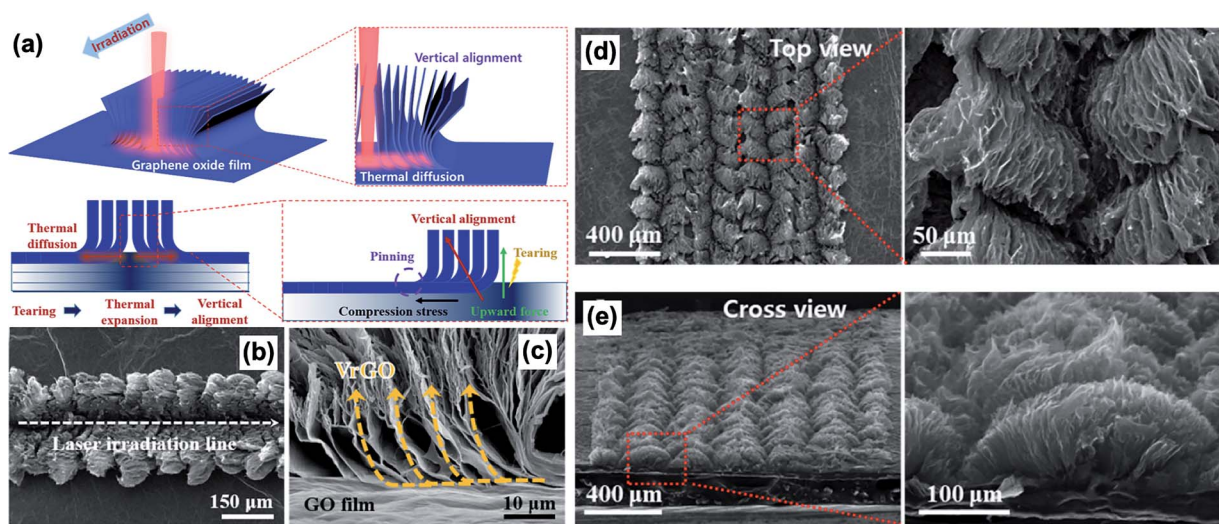 (a)
Irradiation
Graphene oxide film
Vertical alignment
Thermal diffusion
Thermal
diffusion
Tearing
Thermal
expansion
Vertical
alignment
Vertical alignment
Pinning
Tearing
Compression stress
Upward force
(b)
Laser irradiation line
150 µm
(c)
VrGO
GO film
10 µm
(d)
Top view
400 µm
50 µm
(e)
Cross view
400 µm
100 µm